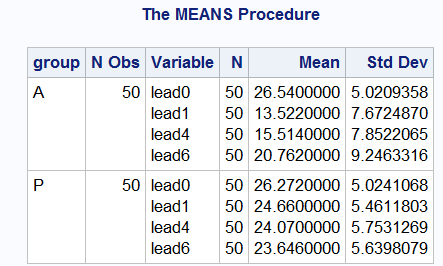 The MEANS Procedure
group N Obs Variable N Mean Std Dev
A 50 lead0 50 26.5400000 5.0209358
lead1 50 13.5220000 7.6724870
lead4 50 15.5140000 7.8522065
lead6 50 20.7620000 9.2463316
P 50 lead0 50 26.2720000 5.0241068
lead1 50 24.6600000 5.4611803
lead4 50 24.0700000 5.7531269
lead6 50 23.6460000 5.6398079